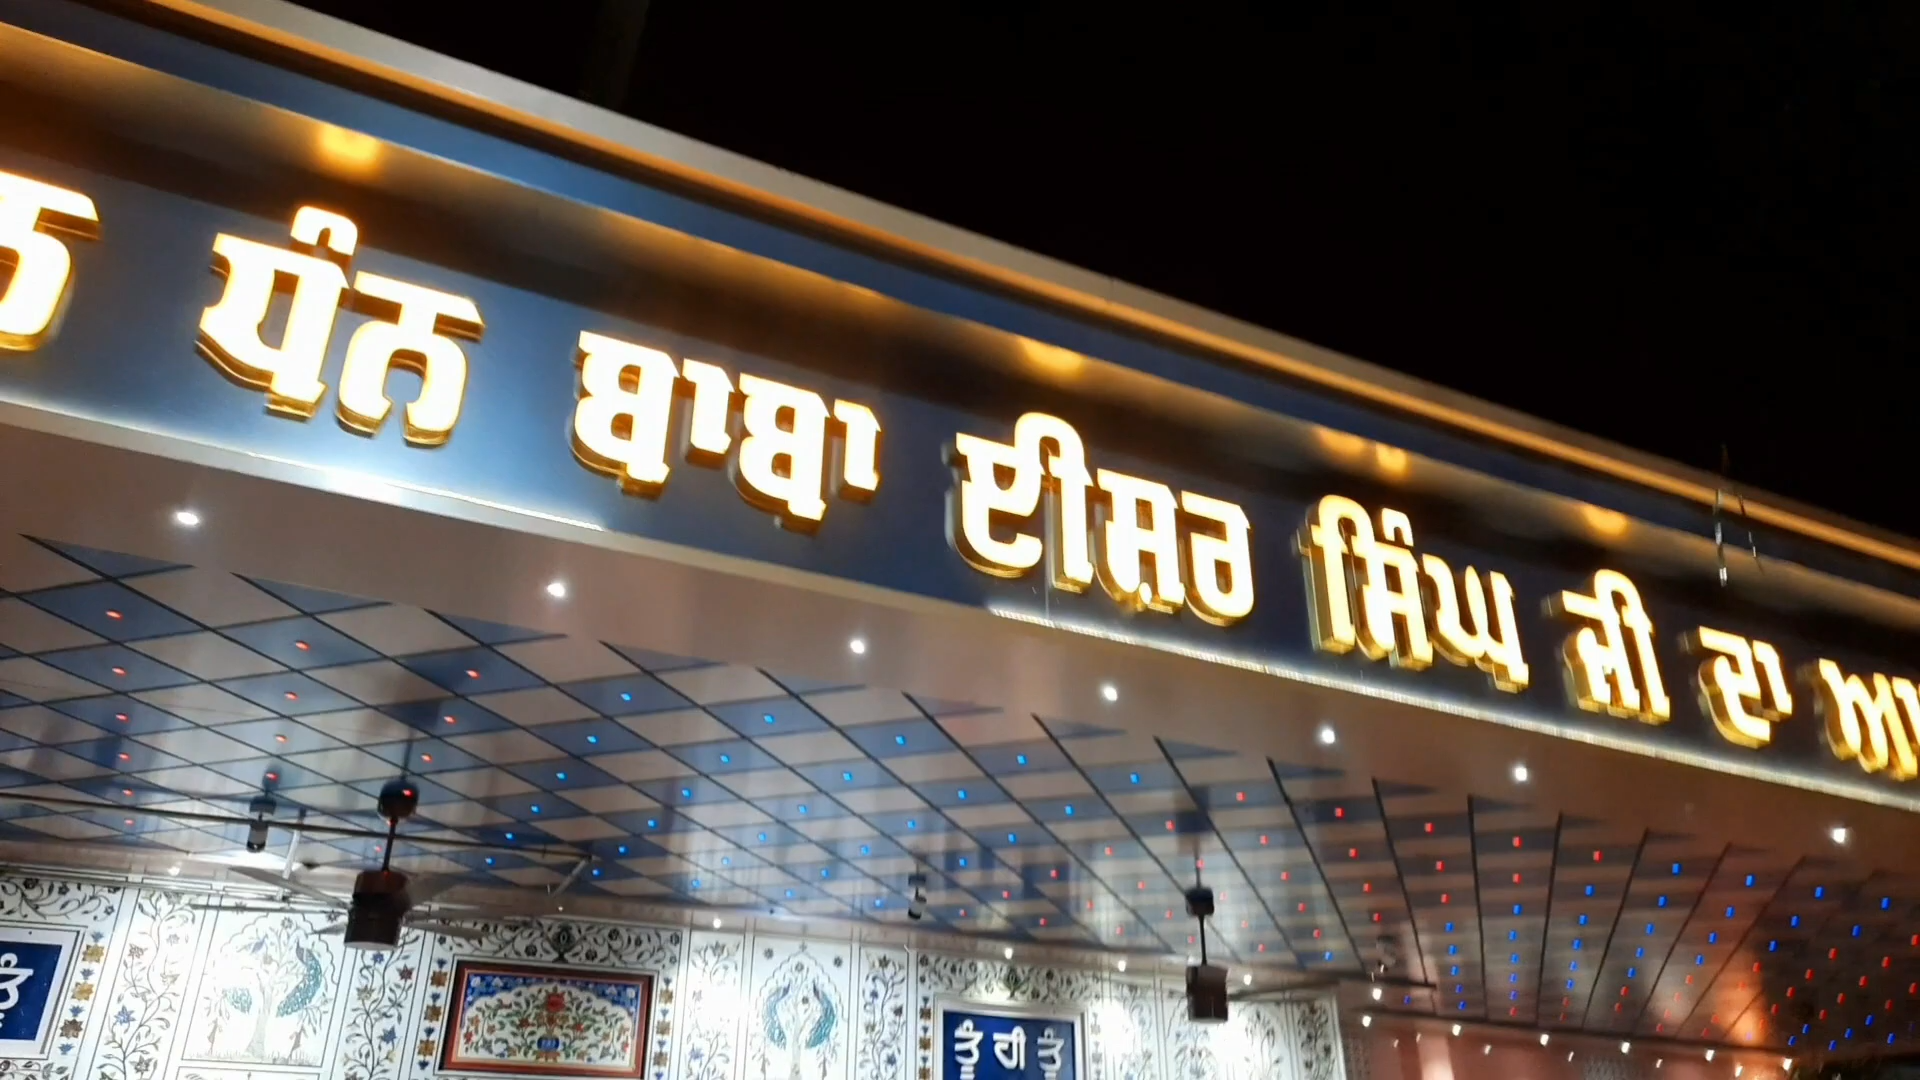 ਧੰਨ ਬਾਬਾ ਈਸ਼ਰ ਸਿੰਘ ਜੀ ਦਾ
ਤੂੰ ਹੀ ਤੂੰ